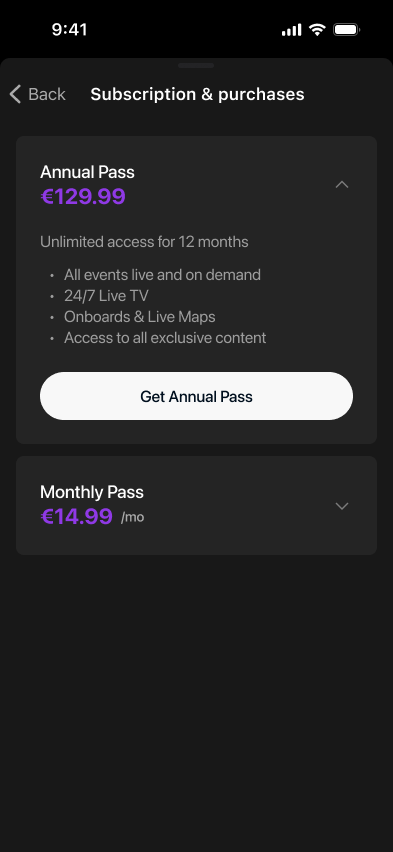 9:41
Back
Subscription & purchases
Annual Pass
€129.99
Unlimited access for 12 months
• All events live and on demand
• 24/7 Live TV
• Onboards & Live Maps
• Access to all exclusive content
Get Annual Pass
Monthly Pass
€14.99 /mo